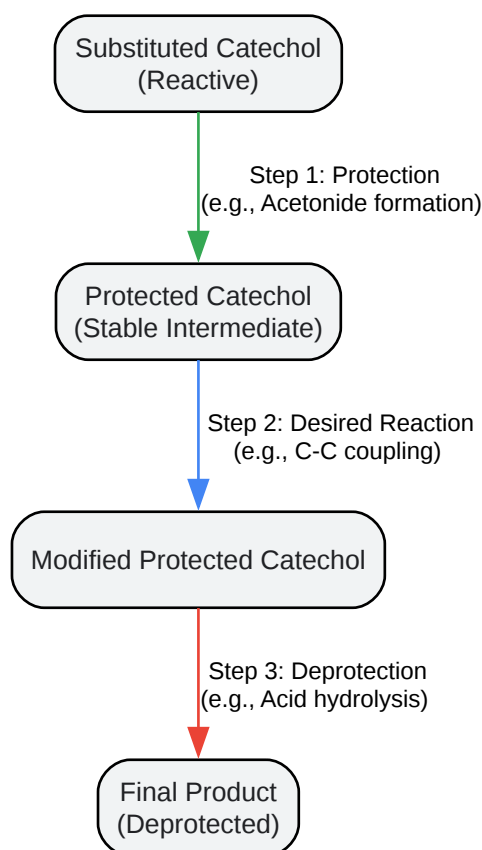 Substituted Catechol
(Reactive)
Step 1: Protection
(e.g., Acetonide formation)
Protected Catechol
(Stable Intermediate)
Step 2: Desired Reaction
(e.g., C-C coupling)
Modified Protected Catechol
Step 3: Deprotection
(e.g., Acid hydrolysis)
Final Product
(Deprotected)